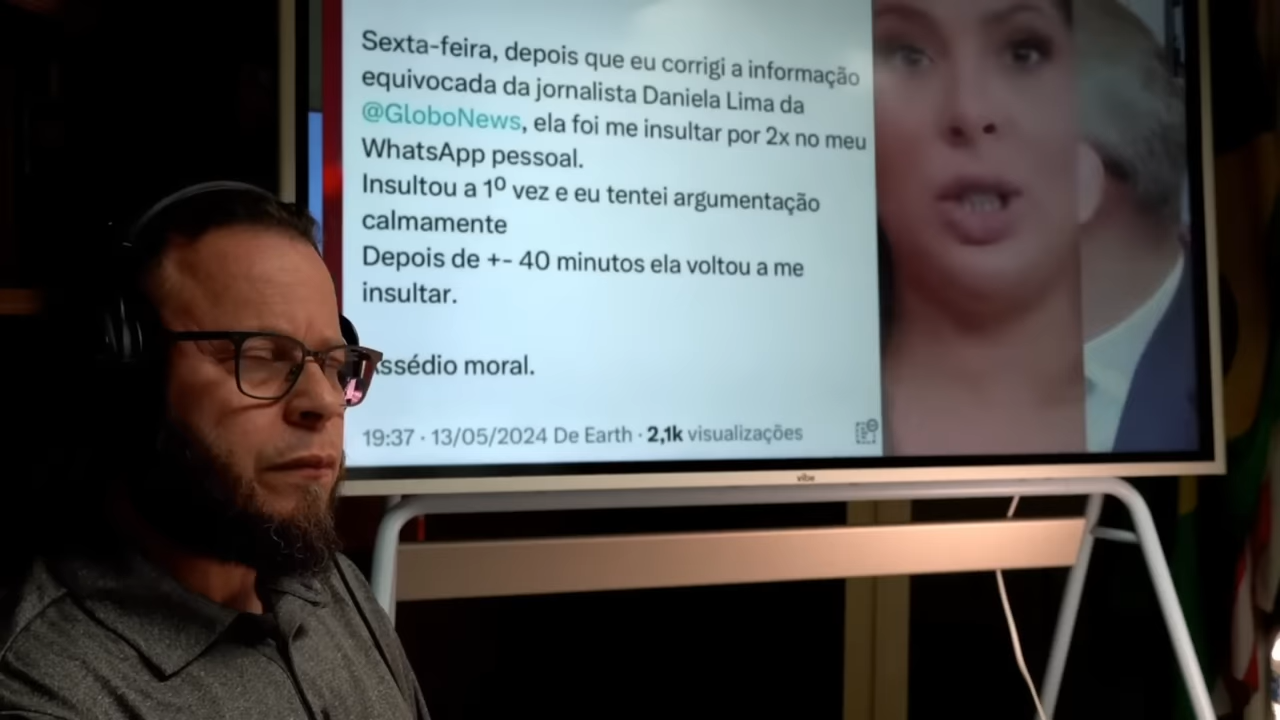 Sexta-feira, depois que eu corrigi a informação
equivocada da jornalista Daniela Lima da
@GloboNews, ela foi me insultar por 2x no meu
WhatsApp pessoal.
Insultou a 1º vez e eu tentei argumentação
calmamente
Depois de +- 40 minutos ela voltou a me
insultar.
ssédio moral.
19:37 · 13/05/2024 De Earth · 2,1k visualizações
vibe